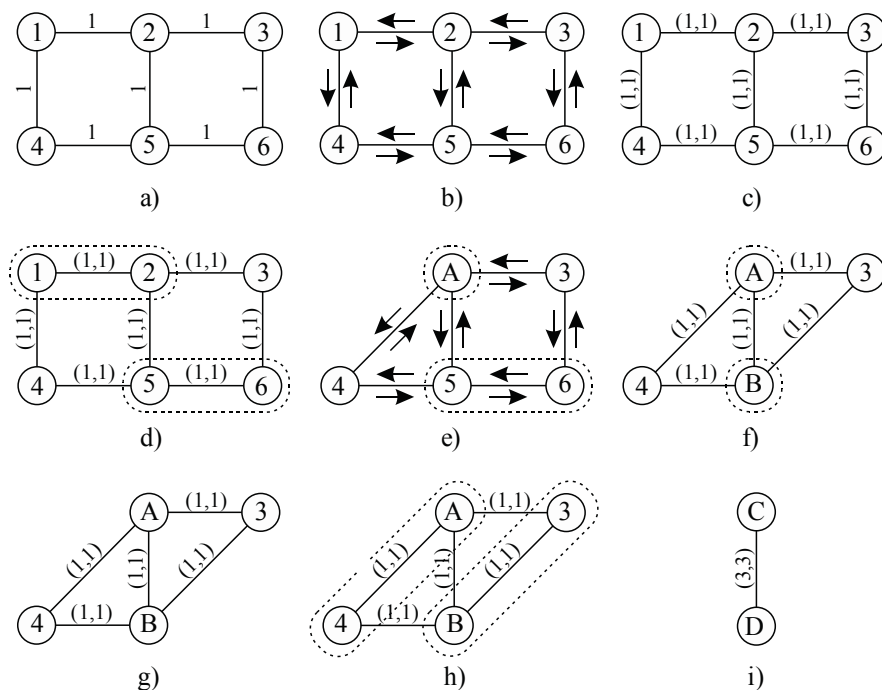 1 1 2 1 3
1 1 1
4 1 5 1 6
a)
1 2 3
4 5 6
b)
1 (1,1) 2 (1,1) 3
(1,1) (1,1) (1,1)
4 (1,1) 5 (1,1) 6
c)
1 (1,1) 2 (1,1) 3
(1,1) (1,1) (1,1)
4 (1,1) 5 (1,1) 6
d)
A 3
4 5 6
e)
A (1,1) 3
(1,1) (1,1) (1,1)
4 (1,1) B
f)
A (1,1) 3
(1,1) (1,1) (1,1)
4 (1,1) B
g)
A (1,1) 3
(1,1) (1,1) (1,1)
4 (1,1) B
h)
C
(3,3)
D
i)